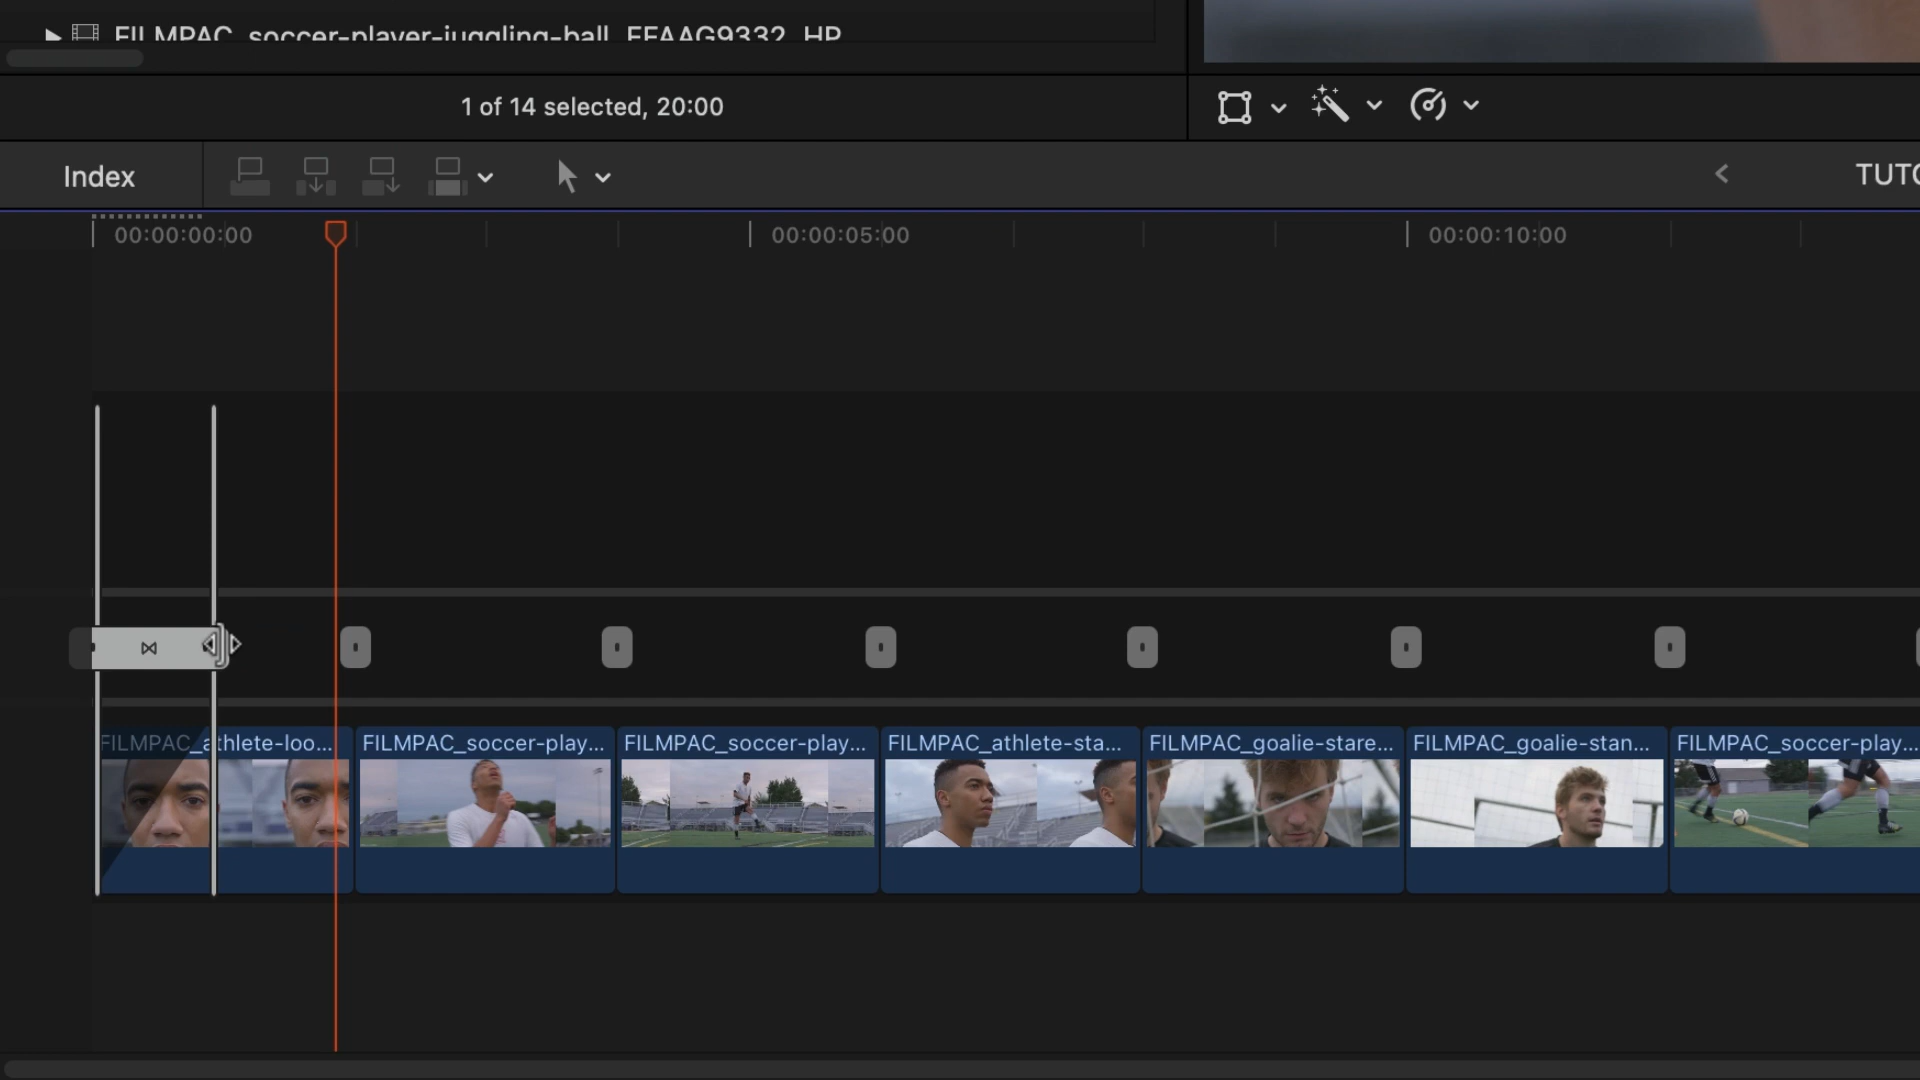 FILMPAC_soccer-player-juggling-ball_FFAAG9332_HP
1 of 14 selected, 20:00
Index
TUTO
00:00:00:00
00:00:05:00
00:00:10:00
FILMPAC_athlete-loo...
FILMPAC_soccer-play...
FILMPAC_soccer-play...
FILMPAC_athlete-sta...
FILMPAC_goalie-stare...
FILMPAC_goalie-stan...
FILMPAC_soccer-play...